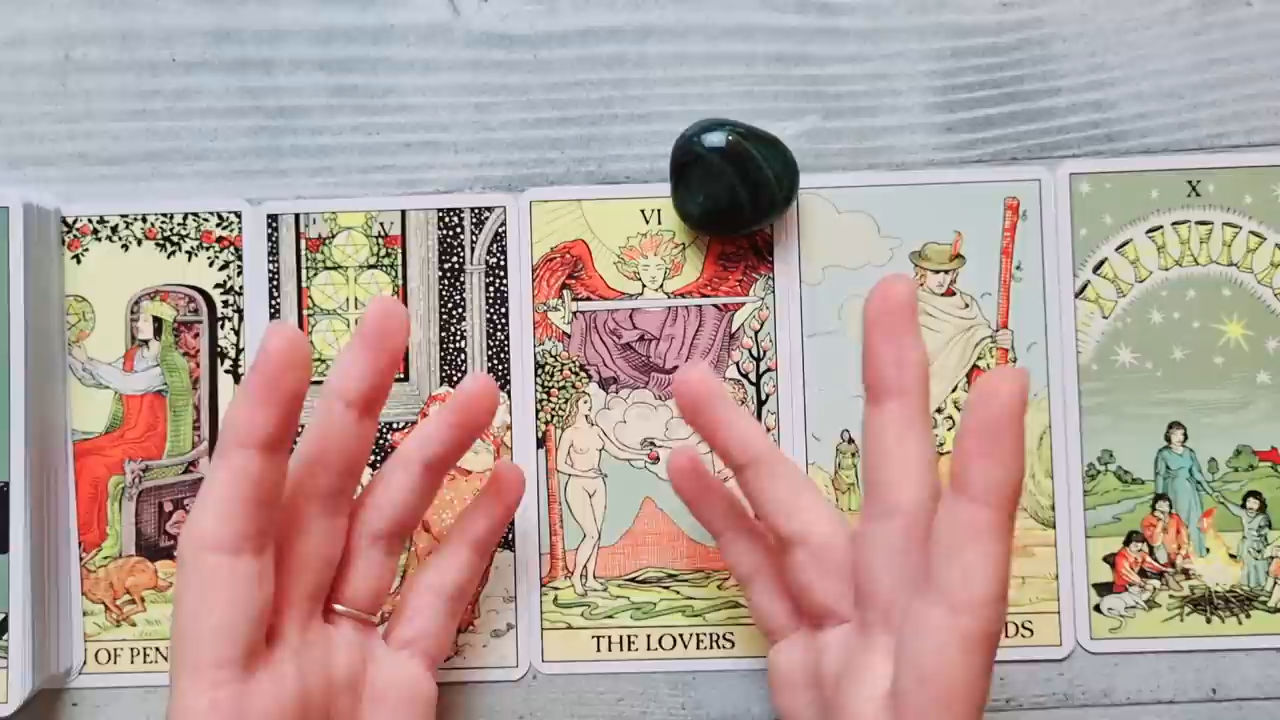 OF PEN
VI
THE LOVERS
DS
X